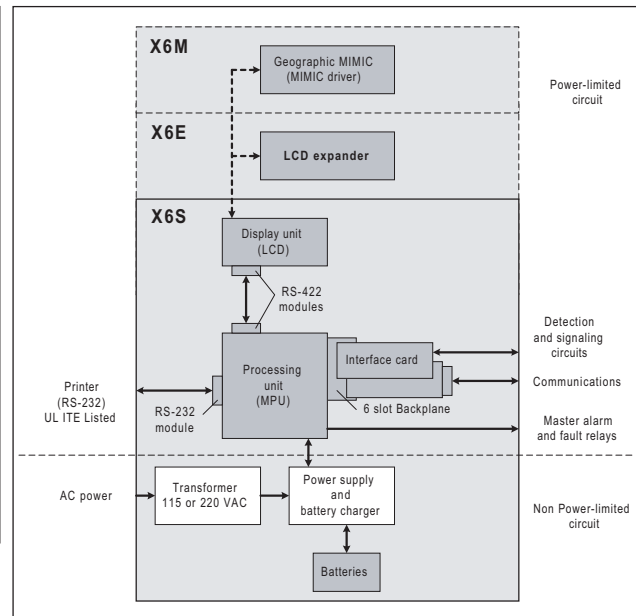 X6M
Geographic MIMIC
(MIMIC driver)
Power-limited
circuit
X6E
LCD expander
X6S
Display unit
(LCD)
RS-422
modules
Detection
and signaling
circuits
Interface card
Processing
unit
(MPU)
Printer
(RS-232)
UL ITE Listed
RS-232
module
6 slot Backplane
Communications
Master alarm
and fault relays
AC power
Transformer
115 or 220 VAC
Power supply
and
battery charger
Non Power-limited
circuit
Batteries